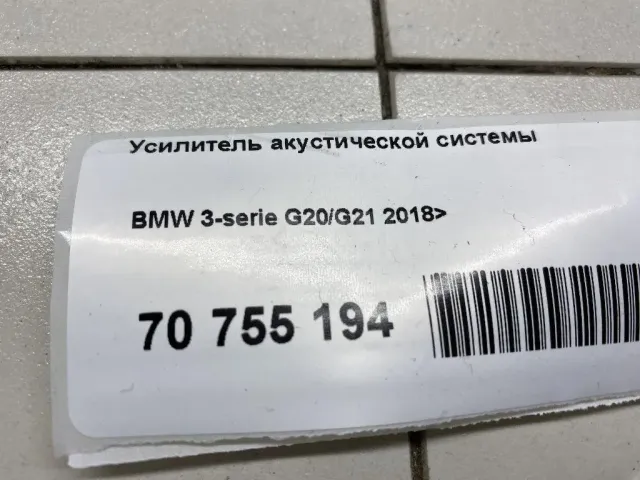 Усилитель акустической системы
BMW 3-serie G20/G21 2018>
70 755 194